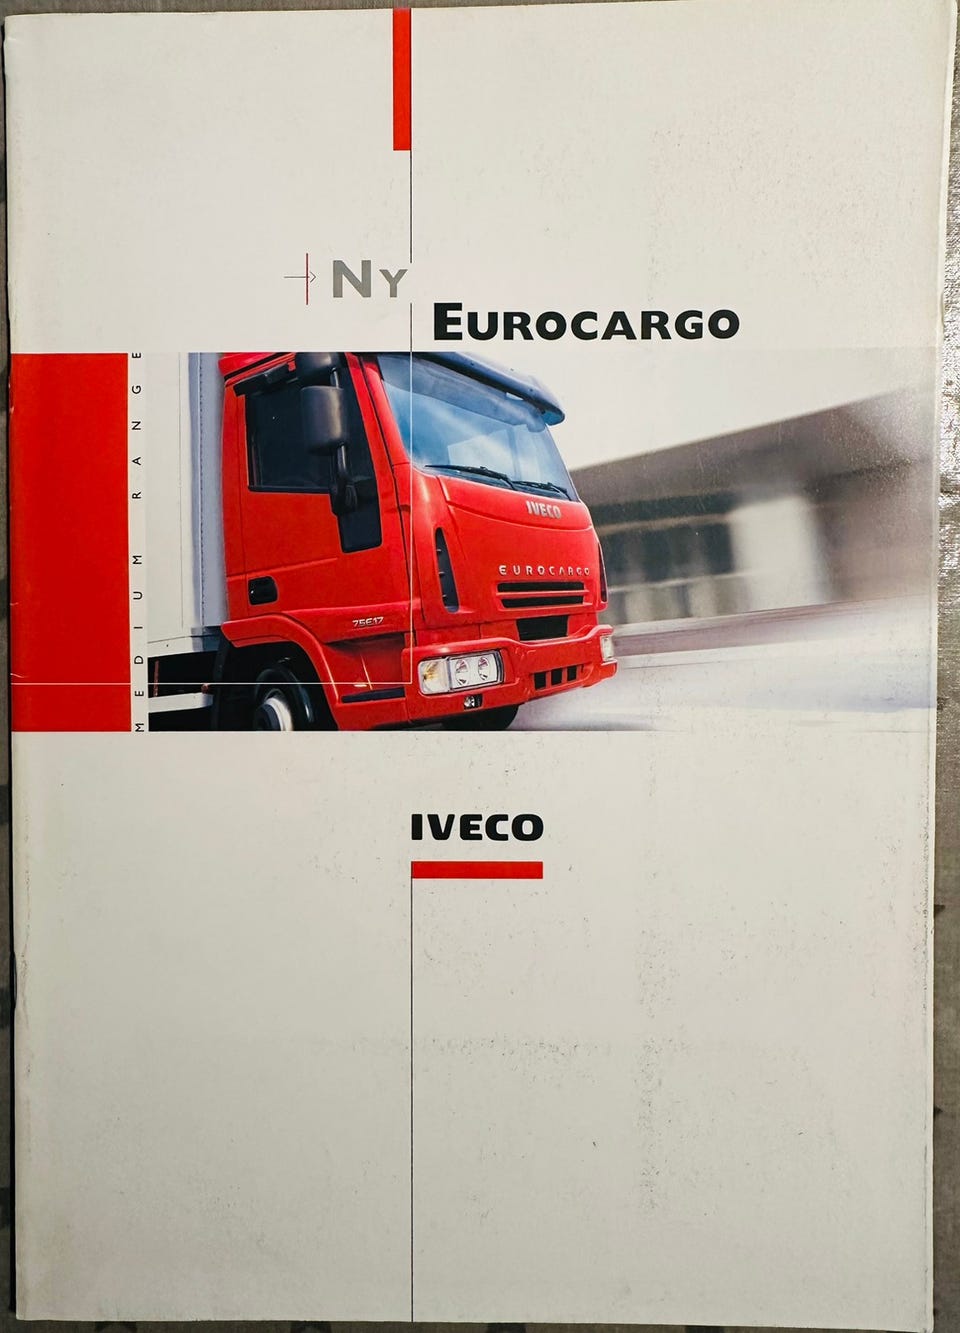 NY
EUROCARGO
MEDIUM RANGE
IVECO
EUROCARGO
75E17
IVECO